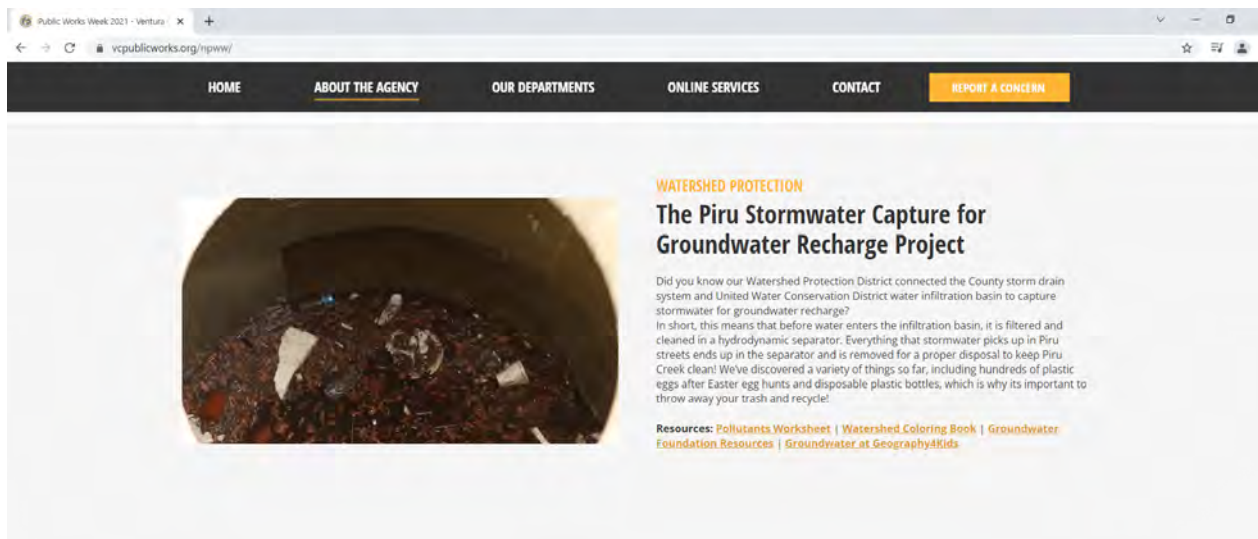 Public Works Week 2021 - Ventura
vcpublicworks.org/npww/
HOME ABOUT THE AGENCY OUR DEPARTMENTS ONLINE SERVICES CONTACT REPORT A CONCERN
WATERSHED PROTECTION
The Piru Stormwater Capture for
Groundwater Recharge Project
Did you know our Watershed Protection District connected the County storm drain
system and United Water Conservation District water infiltration basin to capture
stormwater for groundwater recharge?
In short, this means that before water enters the infiltration basin, it is filtered and
cleaned in a hydrodynamic separator. Everything that stormwater picks up in Piru
streets ends up in the separator and is removed for a proper disposal to keep Piru
Creek clean! We've discovered a variety of things so far, including hundreds of plastic
eggs after Easter egg hunts and disposable plastic bottles, which is why its important to
throw away your trash and recycle!
Resources: Pollutants Worksheet | Watershed Coloring Book | Groundwater
Foundation Resources | Groundwater at Geography4Kids